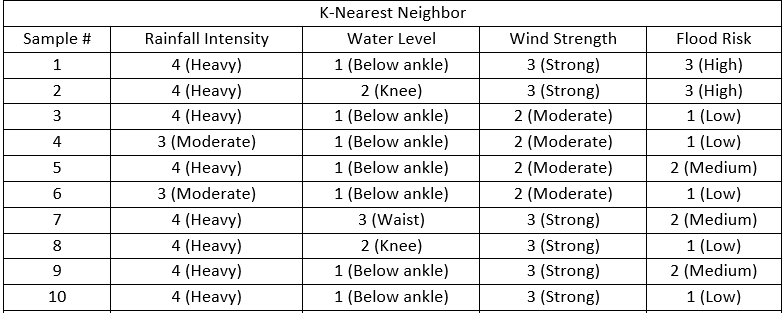 K-Nearest Neighbor
Sample # Rainfall Intensity Water Level Wind Strength Flood Risk
1 4 (Heavy) 1 (Below ankle) 3 (Strong) 3 (High)
2 4 (Heavy) 2 (Knee) 3 (Strong) 3 (High)
3 4 (Heavy) 1 (Below ankle) 2 (Moderate) 1 (Low)
4 3 (Moderate) 1 (Below ankle) 2 (Moderate) 1 (Low)
5 4 (Heavy) 1 (Below ankle) 2 (Moderate) 2 (Medium)
6 3 (Moderate) 1 (Below ankle) 2 (Moderate) 1 (Low)
7 4 (Heavy) 3 (Waist) 3 (Strong) 2 (Medium)
8 4 (Heavy) 2 (Knee) 3 (Strong) 1 (Low)
9 4 (Heavy) 1 (Below ankle) 3 (Strong) 2 (Medium)
10 4 (Heavy) 1 (Below ankle) 3 (Strong) 1 (Low)